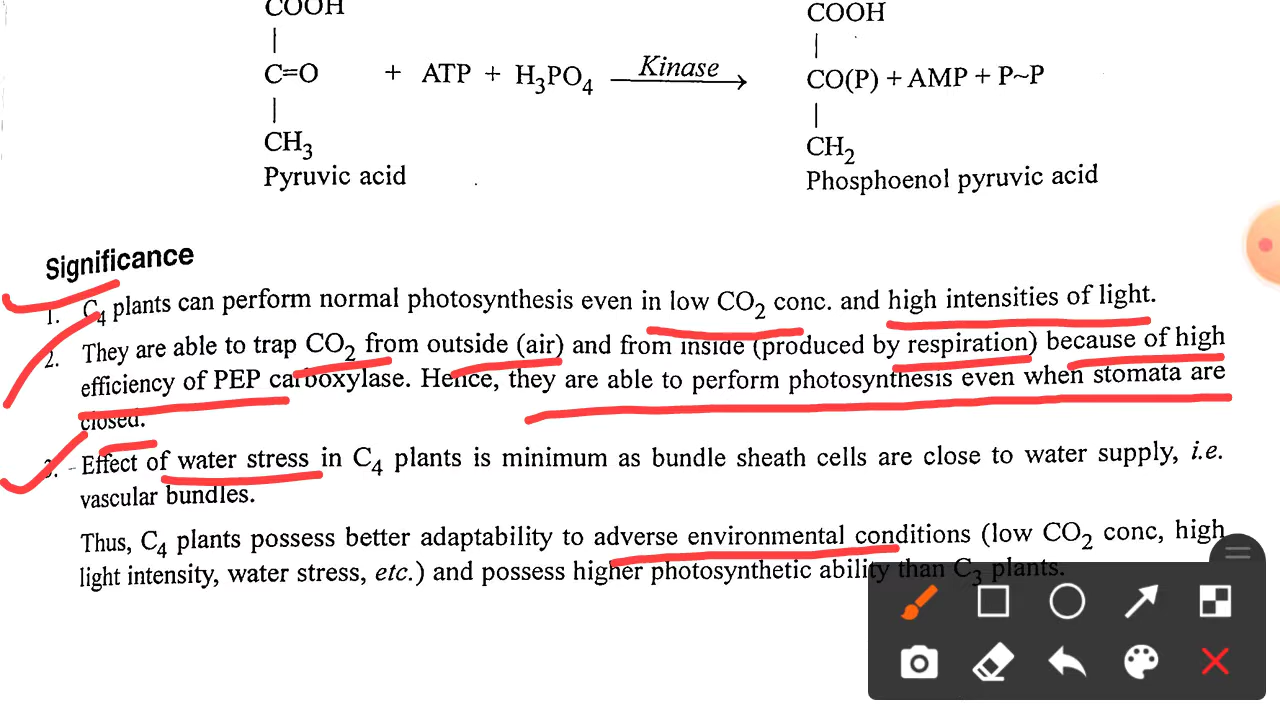 COOH COOH
| |
C=O + ATP + H₃PO₄ Kinase CO(P) + AMP + P~P
| |
CH₃ CH₂
Pyruvic acid Phosphoenol pyruvic acid
Significance
1. C₄ plants can perform normal photosynthesis even in low CO₂ conc. and high intensities of light.
2. They are able to trap CO₂ from outside (air) and from inside (produced by respiration) because of high
efficiency of PEP carboxylase. Hence, they are able to perform photosynthesis even when stomata are
closed.
3. Effect of water stress in C₄ plants is minimum as bundle sheath cells are close to water supply, i.e.
vascular bundles.
Thus, C₄ plants possess better adaptability to adverse environmental conditions (low CO₂ conc, high
light intensity, water stress, etc.) and possess higher photosynthetic ability than C₃ plants.